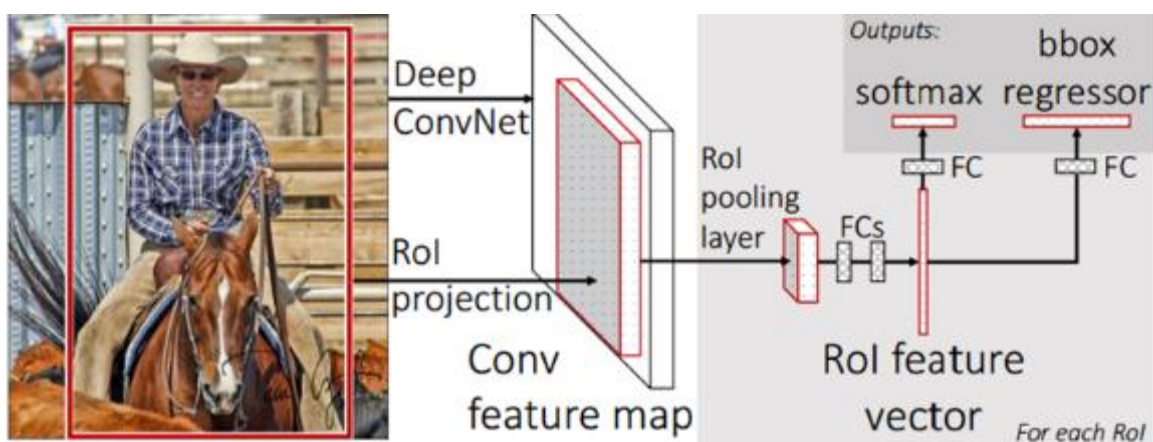 Deep
ConvNet
RoI
projection
Conv
feature map
RoI
pooling
layer
FCs
RoI feature
vector
For each RoI
Outputs:
softmax
bbox
regressor
FC
FC